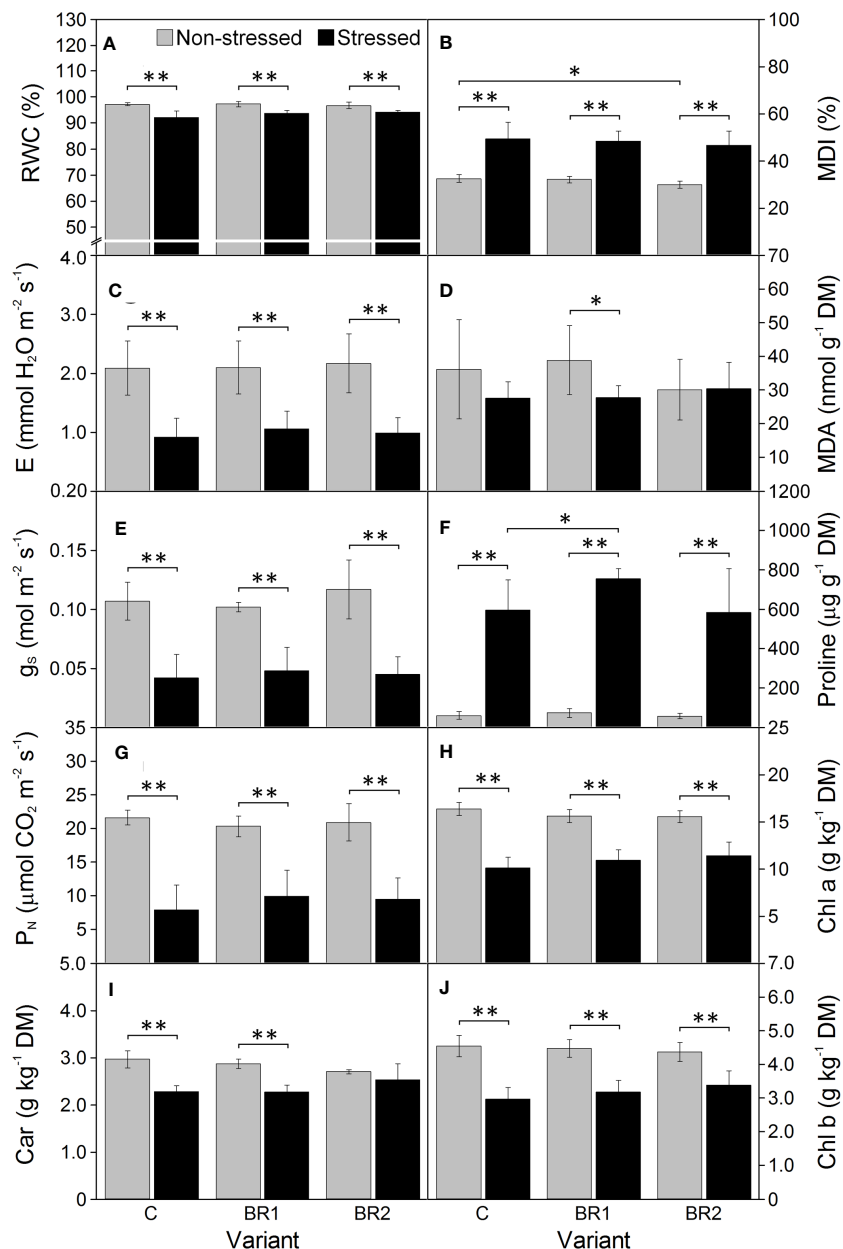 A
Non-stressed
Stressed
130
120
110
100
90
80
70
60
50
RWC (%)
** ** **
B
*
** ** **
100
80
60
40
20
MDI (%)
C
4.0
3.0
2.0
1.0
0.20
E (mmol H₂O m⁻² s⁻¹)
** ** **
D
*
70
60
50
40
30
20
10
1200
MDA (nmol g⁻¹ DM)
E
0.15
0.10
0.05
35
gₛ (mol m⁻² s⁻¹)
** ** **
F
*
** ** **
1000
800
600
400
200
25
Proline (µg g⁻¹ DM)
G
30
25
20
15
10
5.0
P_N (µmol CO₂ m⁻² s⁻¹)
** ** **
H
** ** **
20
15
10
5
7.0
Chl a (g kg⁻¹ DM)
I
4.0
3.0
2.0
1.0
0
Car (g kg⁻¹ DM)
** **
J
** ** **
6.0
5.0
4.0
3.0
2.0
1.0
0
Chl b (g kg⁻¹ DM)
C BR1 BR2
Variant
C BR1 BR2
Variant